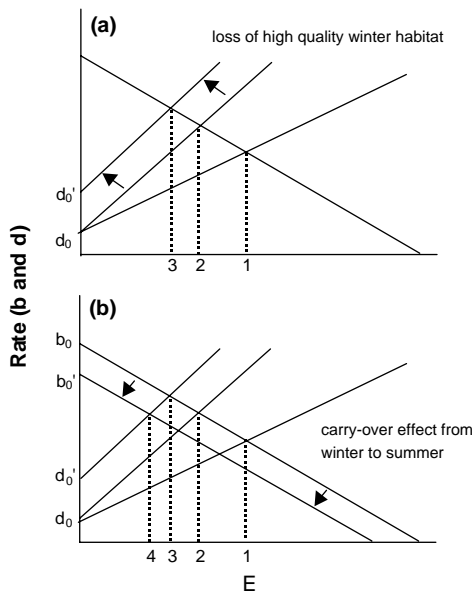 (a)
loss of high quality winter habitat
d0'
d0
3 2 1
Rate (b and d)
(b)
b0
b0'
carry-over effect from
winter to summer
d0'
d0
4 3 2 1
E